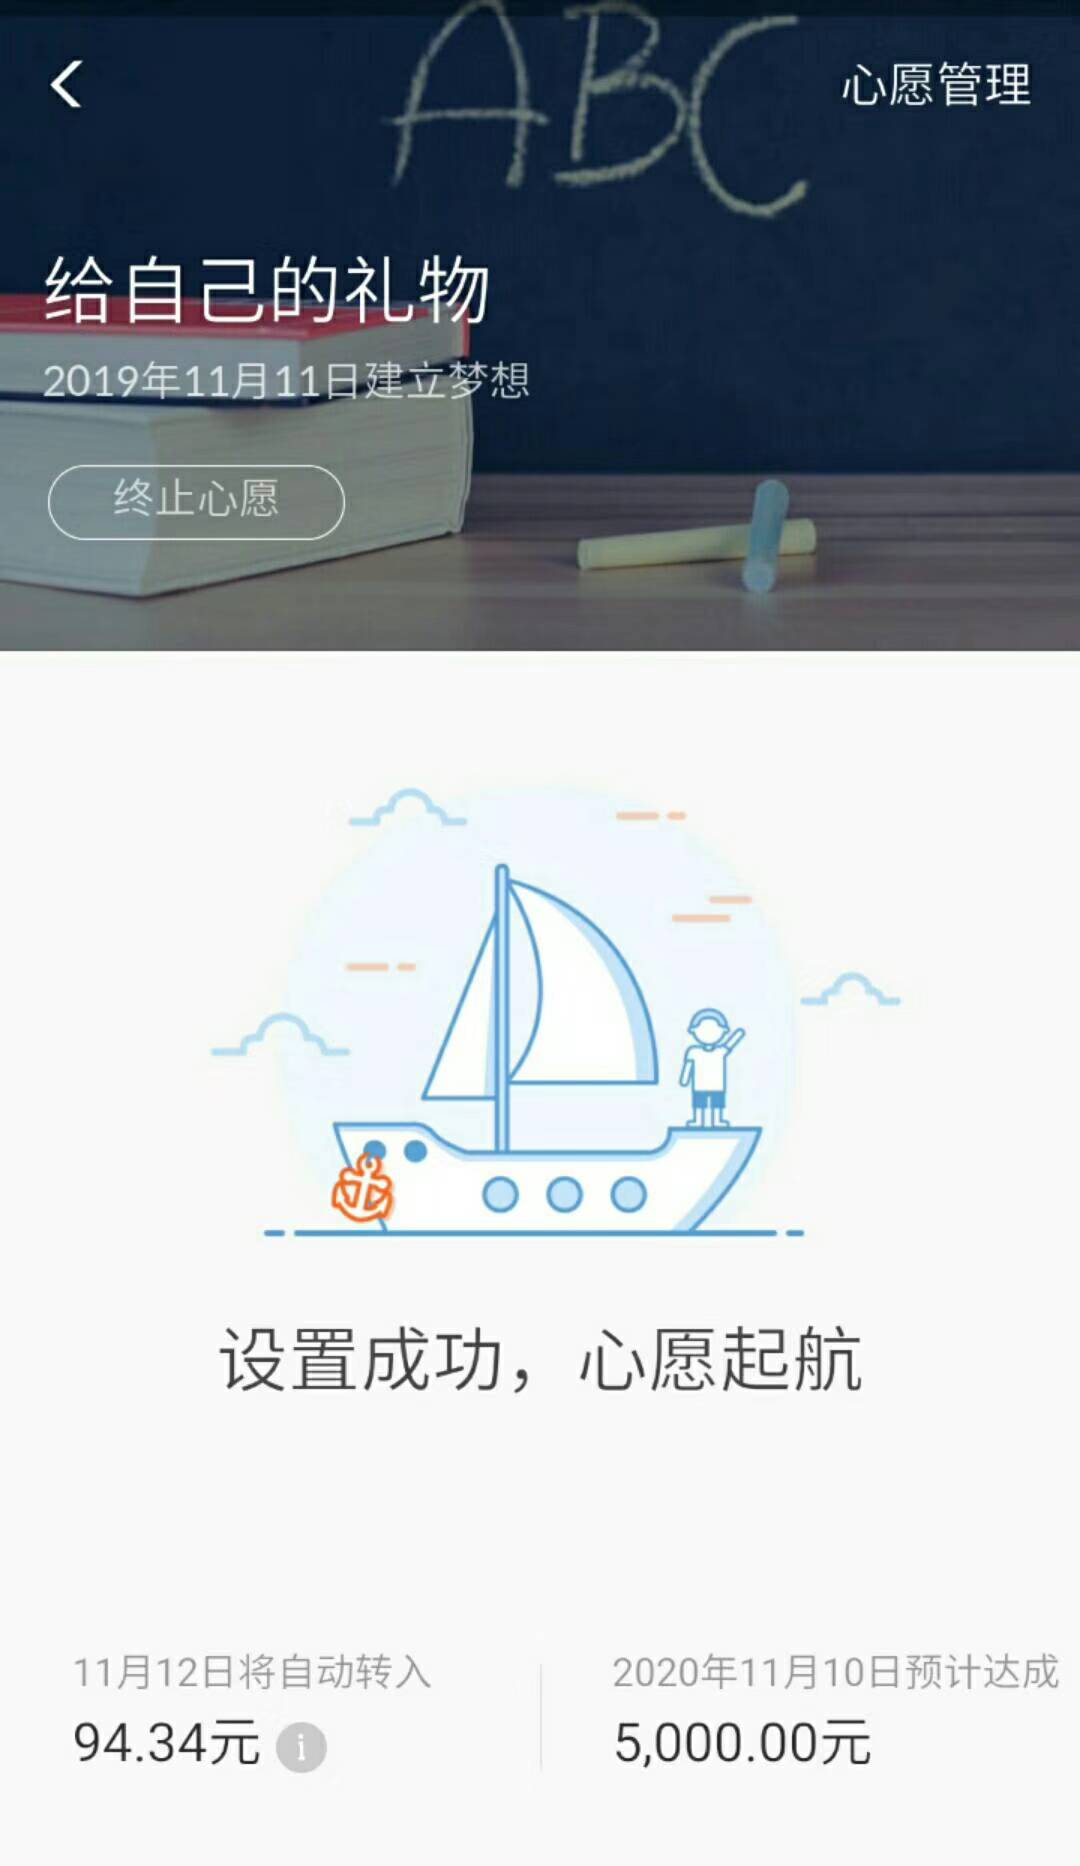 ABC
心愿管理
给自己的礼物
2019年11月11日建立梦想
终止心愿
设置成功，心愿起航
11月12日将自动转入
94.34元 i
2020年11月10日预计达成
5,000.00元